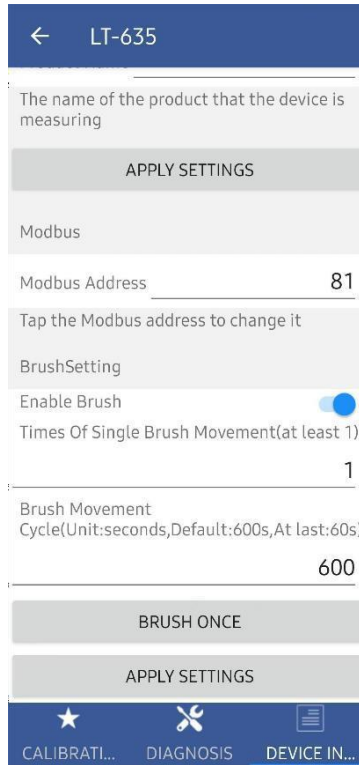 ← LT-635
The name of the product that the device is
measuring
APPLY SETTINGS
Modbus
Modbus Address 81
Tap the Modbus address to change it
BrushSetting
Enable Brush
Times Of Single Brush Movement(at least 1)
1
Brush Movement
Cycle(Unit:seconds,Default:600s,At last:60s)
600
BRUSH ONCE
APPLY SETTINGS
CALIBRATI... DIAGNOSIS DEVICE IN...